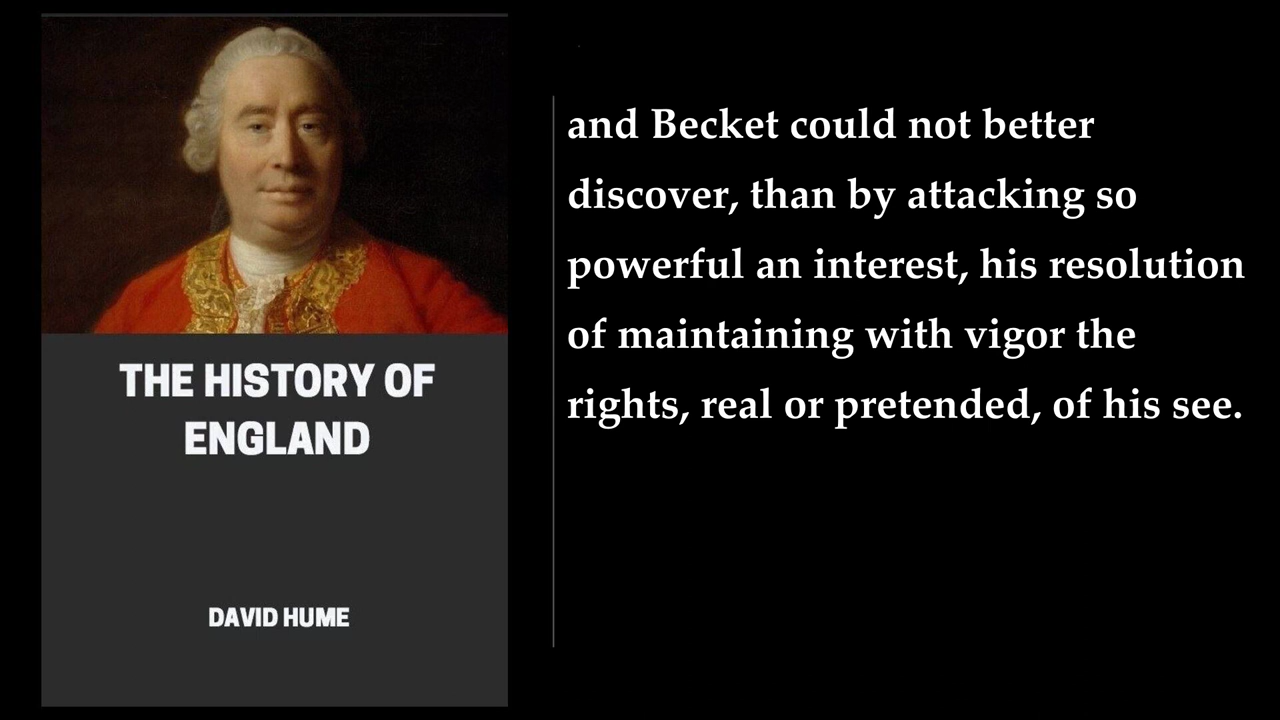 THE HISTORY OF
ENGLAND
DAVID HUME
and Becket could not better
discover, than by attacking so
powerful an interest, his resolution
of maintaining with vigor the
rights, real or pretended, of his see.